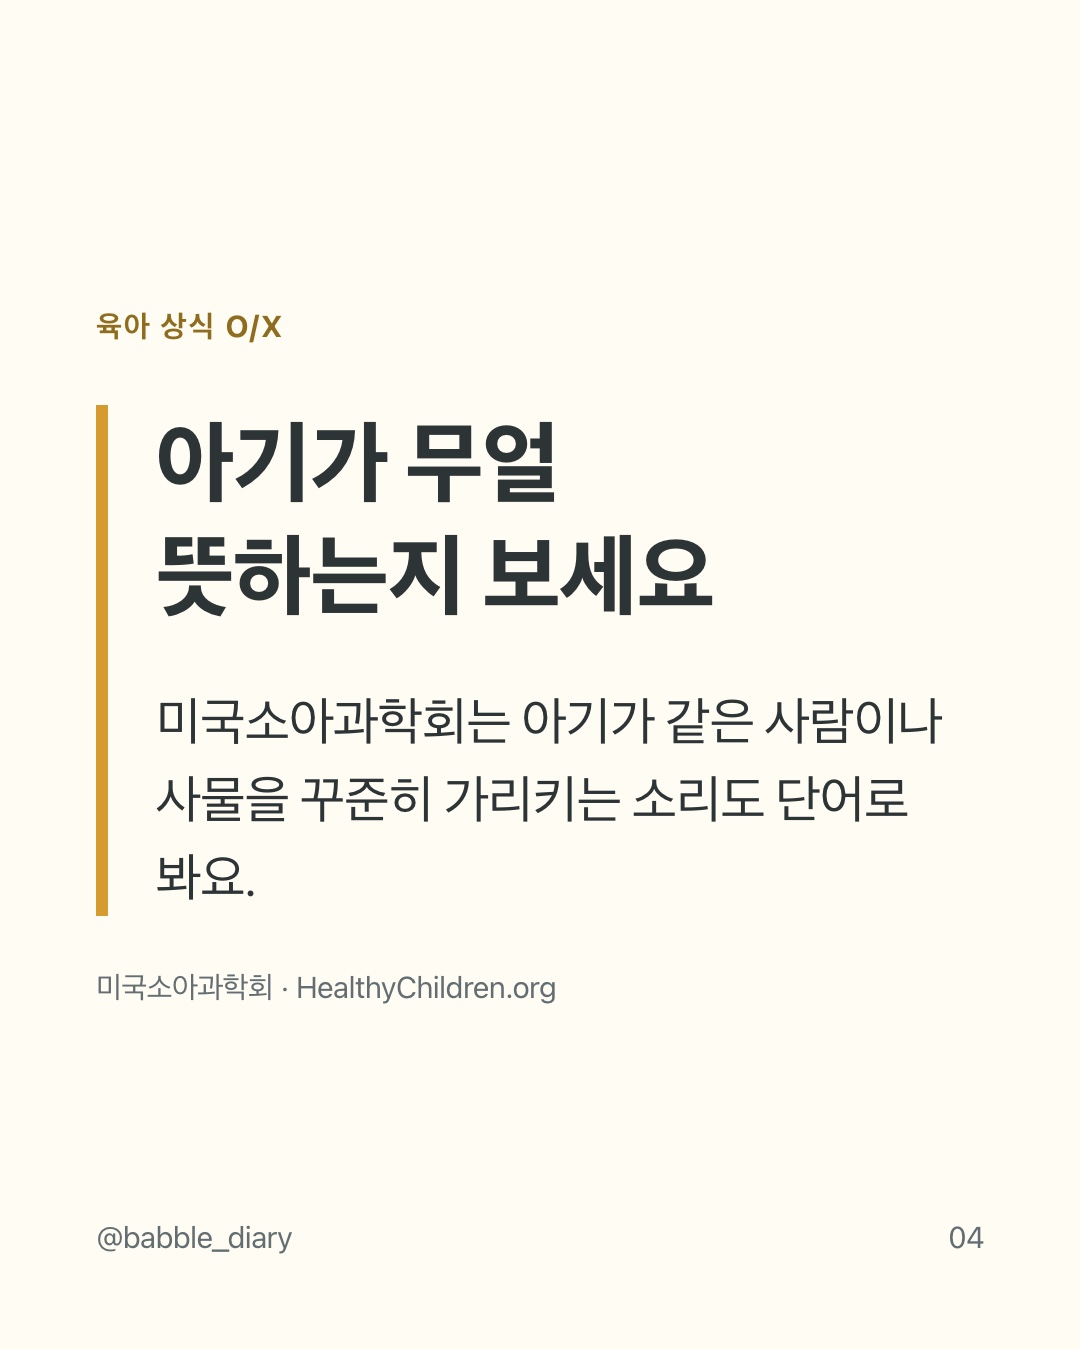 육아 상식 O/X
아기가 무얼
뜻하는지 보세요
미국소아과학회는 아기가 같은 사람이나
사물을 꾸준히 가리키는 소리도 단어로
봐요.
미국소아과학회 · HealthyChildren.org
@babble_diary
04